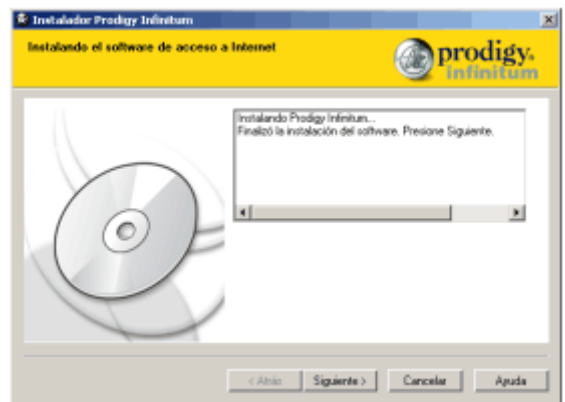 Instalador Prodigy Infinitum
Instalando el software de acceso a Internet
prodigy.
infinitum
Instalando Prodigy Infinitum...
Finalizó la instalación del software. Presione Siguiente.
< Atrás
Siguiente >
Cancelar
Ayuda